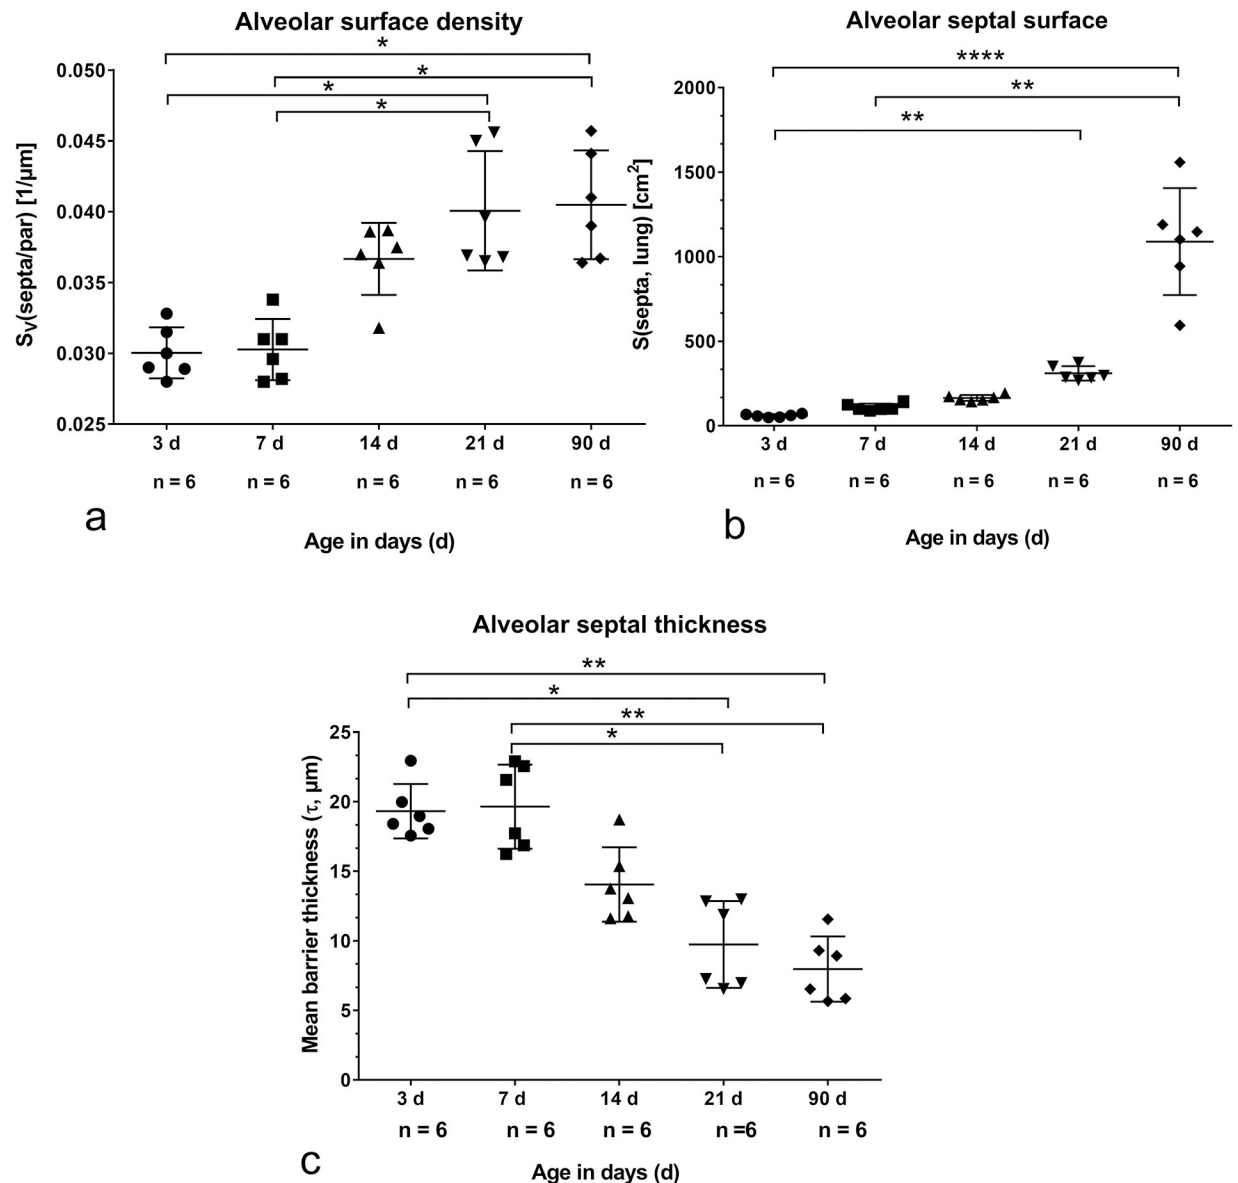 Alveolar surface density
*
*
*
*
0.050
0.045
0.040
0.035
0.030
0.025
SV(septa/par) [1/µm]
3 d 7 d 14 d 21 d 90 d
n = 6 n = 6 n = 6 n = 6 n = 6
a
Age in days (d)
Alveolar septal surface
****
**
**
2000
1500
1000
500
0
S(septa, lung) [cm²]
3 d 7 d 14 d 21 d 90 d
n = 6 n = 6 n = 6 n = 6 n = 6
b
Age in days (d)
Alveolar septal thickness
**
*
**
*
25
20
15
10
5
0
Mean barrier thickness (τ, µm)
3 d 7 d 14 d 21 d 90 d
n = 6 n = 6 n = 6 n =6 n = 6
c
Age in days (d)